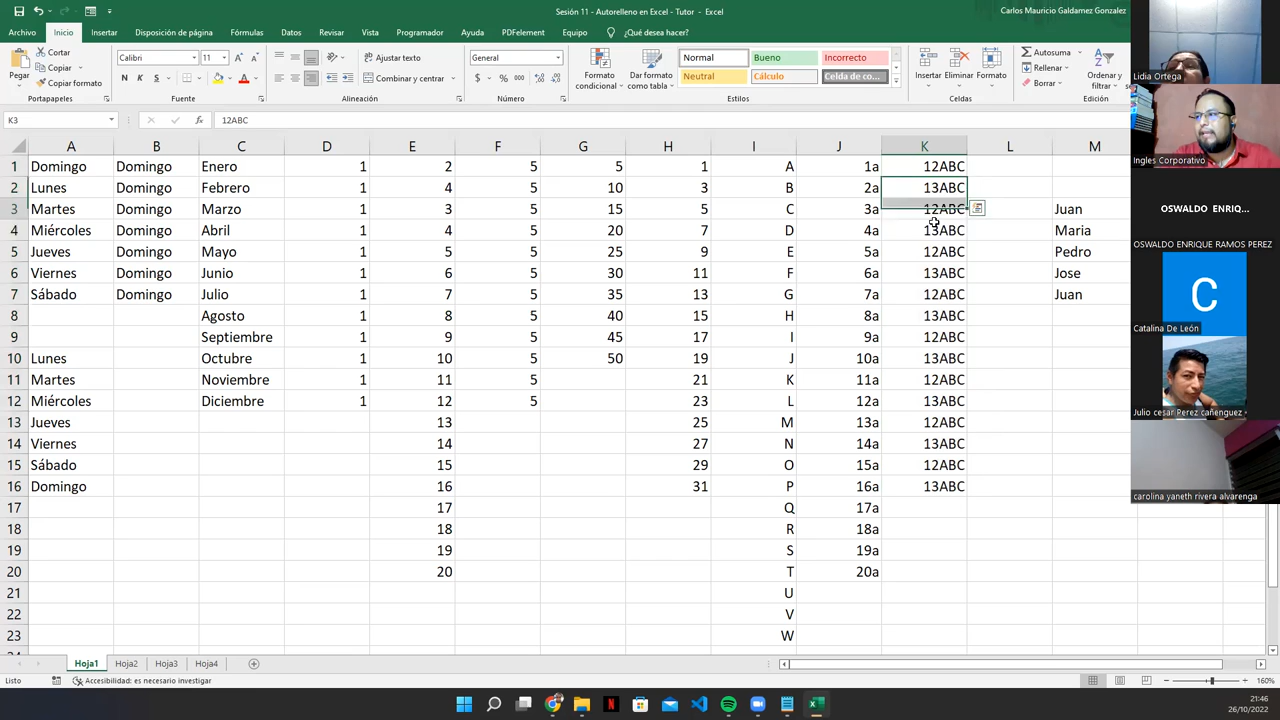 Sesión 11 - Autorelleno en Excel - Tutor - Excel
Carlos Mauricio Galdamez Gonzalez
Archivo Inicio Insertar Disposición de página Fórmulas Datos Revisar Vista Programador Ayuda PDFelement Equipo ¿Qué desea hacer?
Pegar
Cortar
Copiar
Copiar formato
Portapapeles
Calibri 11
N K S
Fuente
Ajustar texto
Combinar y centrar
Alineación
General
$ % 000
Número
Formato condicional
Dar formato como tabla
Normal Bueno Incorrecto
Neutral Cálculo Celda de co...
Estilos
Insertar Eliminar Formato
Celdas
Autosuma
Rellenar
Borrar
Ordenar y filtrar
Edición
K3 fx 12ABC
A B C D E F G H I J K L M
1 Domingo Domingo Enero 1 2 5 5 1 A 1a 12ABC
2 Lunes Domingo Febrero 1 4 5 10 3 B 2a 13ABC
3 Martes Domingo Marzo 1 3 5 15 5 C 3a 12ABC Juan
4 Miércoles Domingo Abril 1 4 5 20 7 D 4a 13ABC Maria
5 Jueves Domingo Mayo 1 5 5 25 9 E 5a 12ABC Pedro
6 Viernes Domingo Junio 1 6 5 30 11 F 6a 13ABC Jose
7 Sábado Domingo Julio 1 7 5 35 13 G 7a 12ABC Juan
8 Agosto 1 8 5 40 15 H 8a 13ABC
9 Septiembre 1 9 5 45 17 I 9a 12ABC
10 Lunes Octubre 1 10 5 50 19 J 10a 13ABC
11 Martes Noviembre 1 11 5 21 K 11a 12ABC
12 Miércoles Diciembre 1 12 5 23 L 12a 13ABC
13 Jueves 13 25 M 13a 12ABC
14 Viernes 14 27 N 14a 13ABC
15 Sábado 15 29 O 15a 12ABC
16 Domingo 16 31 P 16a 13ABC
17 17 Q 17a
18 18 R 18a
19 19 S 19a
20 20 T 20a
21 U
22 V
23 W
Hoja1 Hoja2 Hoja3 Hoja4
Listo Accesibilidad: es necesario investigar 160%
21:46
26/10/2022
Lidia Ortega
Ingles Corporativo
OSWALDO ENRIQ...
OSWALDO ENRIQUE RAMOS PEREZ
C
Catalina De León
Julio cesar Perez cañenguez
carolina yaneth rivera alvarenga